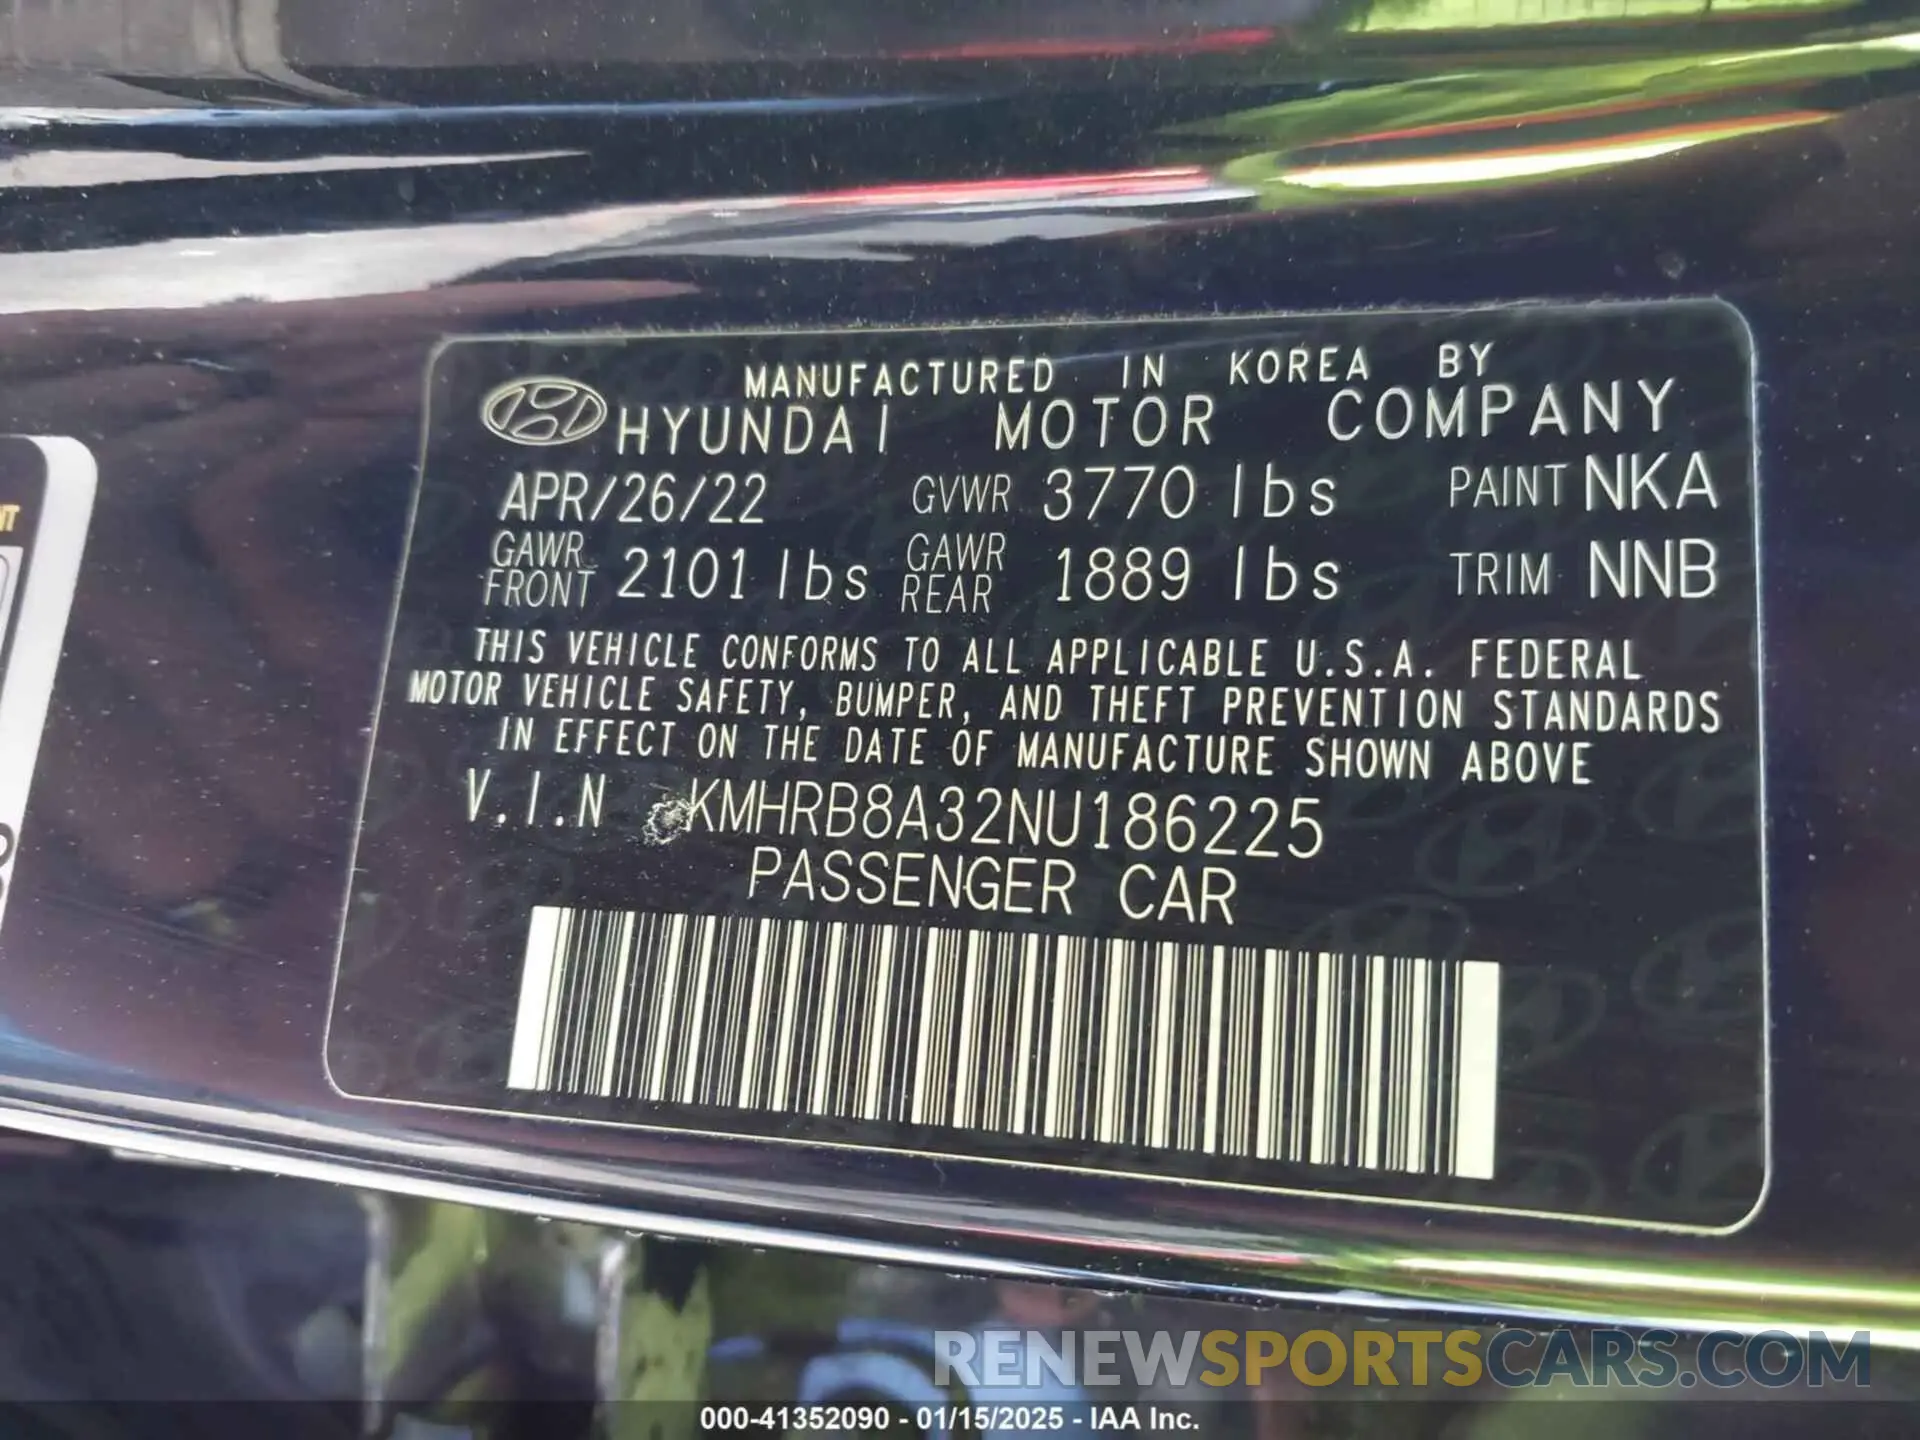 MANUFACTURED IN KOREA BY
HYUNDAI MOTOR COMPANY
APR/26/22 GVWR 3770 lbs PAINT NKA
GAWR FRONT 2101 lbs GAWR REAR 1889 lbs TRIM NNB
THIS VEHICLE CONFORMS TO ALL APPLICABLE U.S.A. FEDERAL
MOTOR VEHICLE SAFETY, BUMPER, AND THEFT PREVENTION STANDARDS
IN EFFECT ON THE DATE OF MANUFACTURE SHOWN ABOVE
V.I.N KMHRB8A32NU186225
PASSENGER CAR
RENEWSPORTSCARS.COM
000-41352090 - 01/15/2025 - IAA Inc.